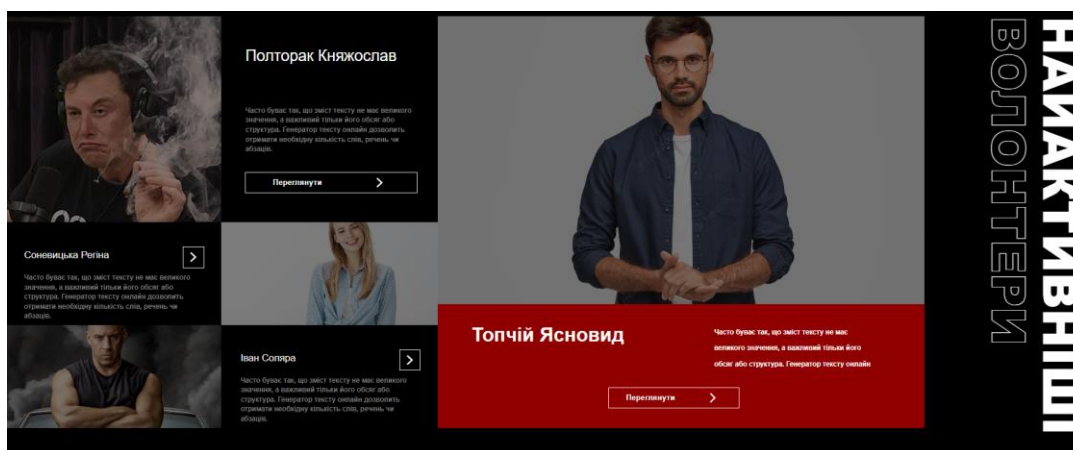 Полторак Княжослав
Часто буває так, що зміст тексту не має великого
значення, а важливий тільки його обсяг або
структура. Генератор тексту онлайн дозволить
отримати необхідну кількість слів, речень чи
абзаців.
Переглянути
Соневицька Регіна
Часто буває так, що зміст тексту не має великого
значення, а важливий тільки його обсяг або
структура. Генератор тексту онлайн дозволить
отримати необхідну кількість слів, речень чи
абзаців.
Іван Соляра
Часто буває так, що зміст тексту не має великого
значення, а важливий тільки його обсяг або
структура. Генератор тексту онлайн дозволить
отримати необхідну кількість слів, речень чи
абзаців.
Топчій Ясновид
Часто буває так, що зміст тексту не має
великого значення, а важливий тільки його
обсяг або структура. Генератор тексту онлайн
Переглянути
НАЙАКТИВНІШІ
ВОЛОНТЕРИ